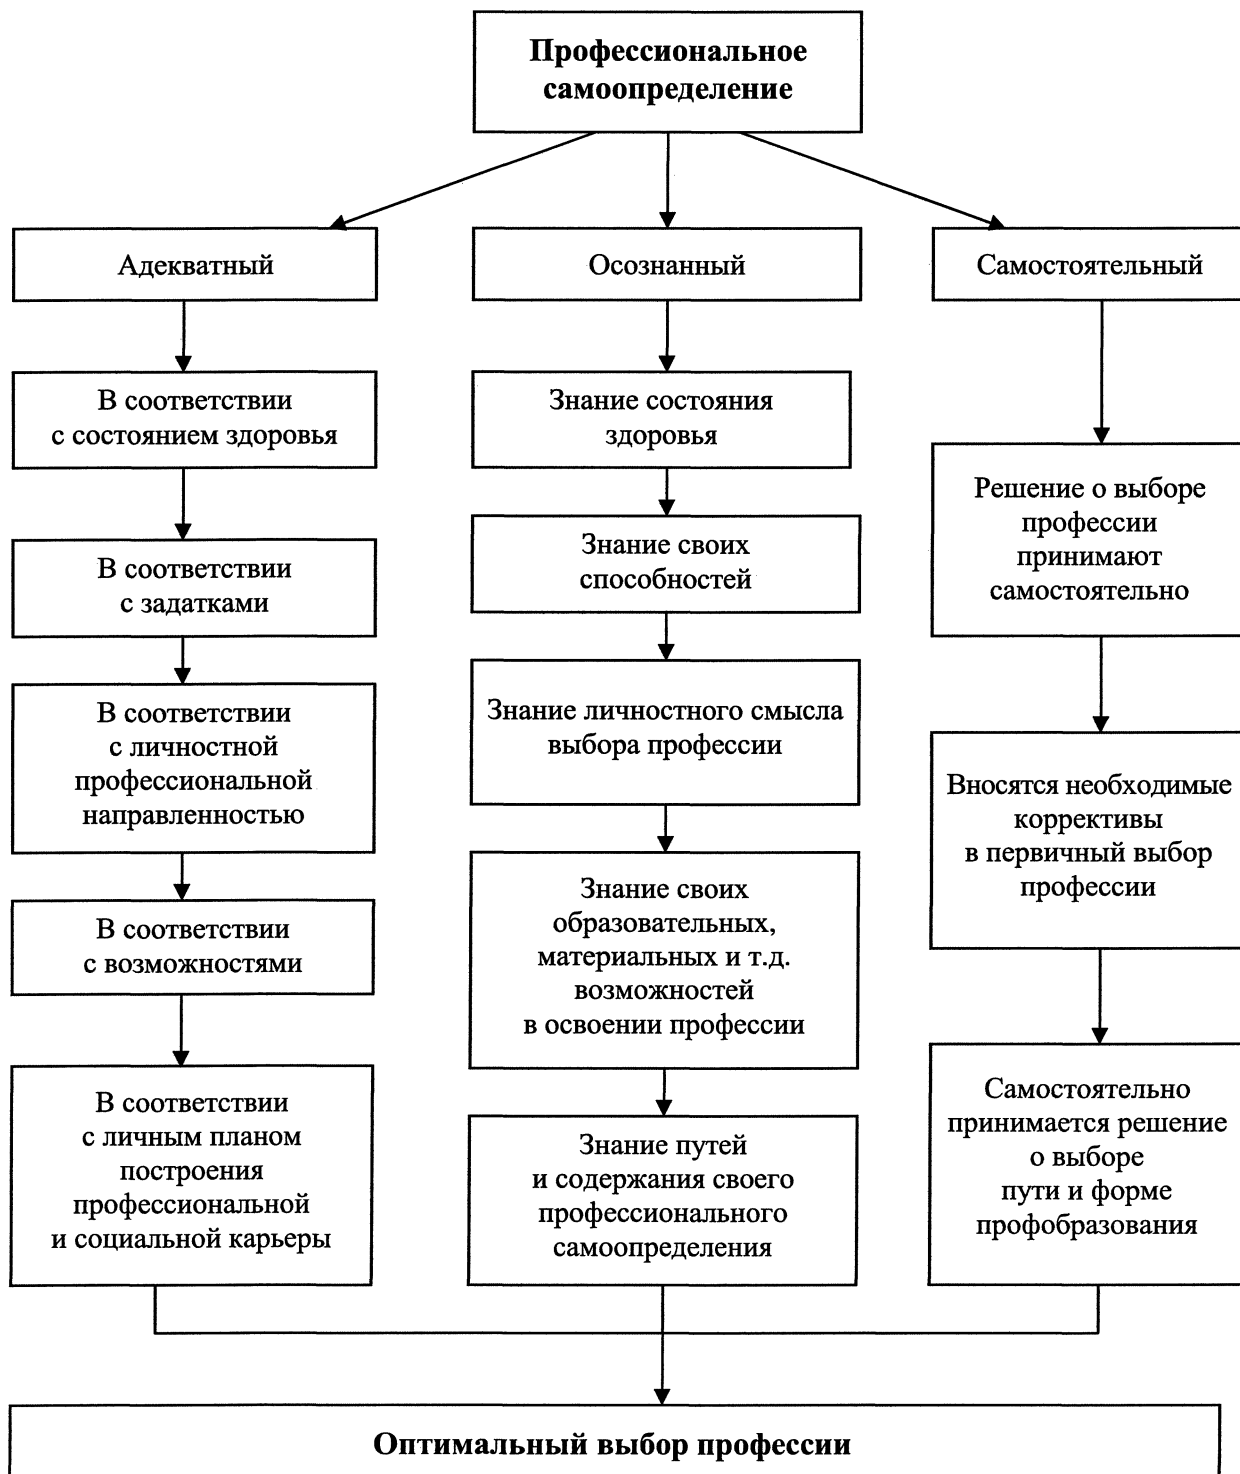 Профессиональное
самоопределение
Адекватный
Осознанный
Самостоятельный
В соответствии
с состоянием здоровья
В соответствии
с задатками
В соответствии
с личностной
профессиональной
направленностью
В соответствии
с возможностями
В соответствии
с личным планом
построения
профессиональной
и социальной карьеры
Знание состояния
здоровья
Знание своих
способностей
Знание личностного смысла
выбора профессии
Знание своих
образовательных,
материальных и т.д.
возможностей
в освоении профессии
Знание путей
и содержания своего
профессионального
самоопределения
Решение о выборе
профессии
принимают
самостоятельно
Вносятся необходимые
коррективы
в первичный выбор
профессии
Самостоятельно
принимается решение
о выборе
пути и форме
профобразования
Оптимальный выбор профессии